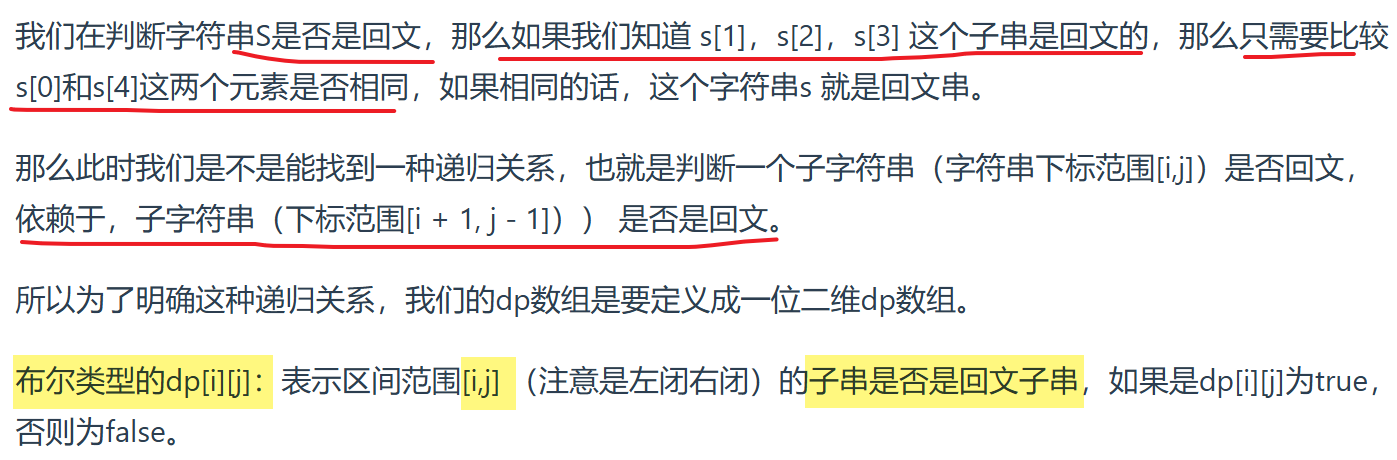 我们在判断字符串S是否是回文，那么如果我们知道 s[1]，s[2]，s[3] 这个子串是回文的，那么只需要比较
s[0]和s[4]这两个元素是否相同，如果相同的话，这个字符串s 就是回文串。
那么此时我们是不是能找到一种递归关系，也就是判断一个子字符串（字符串下标范围[i,j]）是否回文，
依赖于，子字符串（下标范围[i + 1, j - 1]）） 是否是回文。
所以为了明确这种递归关系，我们的dp数组是要定义成一位二维dp数组。
布尔类型的dp[i][j]：表示区间范围[i,j] （注意是左闭右闭）的子串是否是回文子串，如果是dp[i][j]为true，
否则为false。